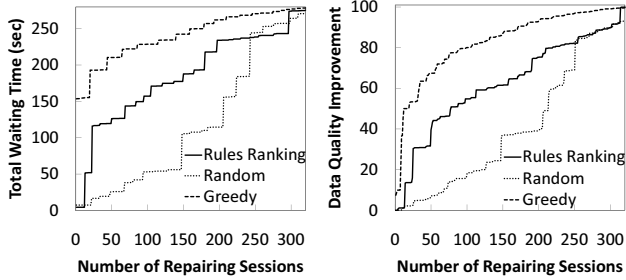 Total Waiting Time (sec)
250
200
150
100
50
0
Rules Ranking
Random
Greedy
0 50 100 150 200 250 300
Number of Repairing Sessions
Data Quality Improvement
100
80
60
40
20
0
Rules Ranking
Random
Greedy
0 50 100 150 200 250 300
Number of Repairing Sessions